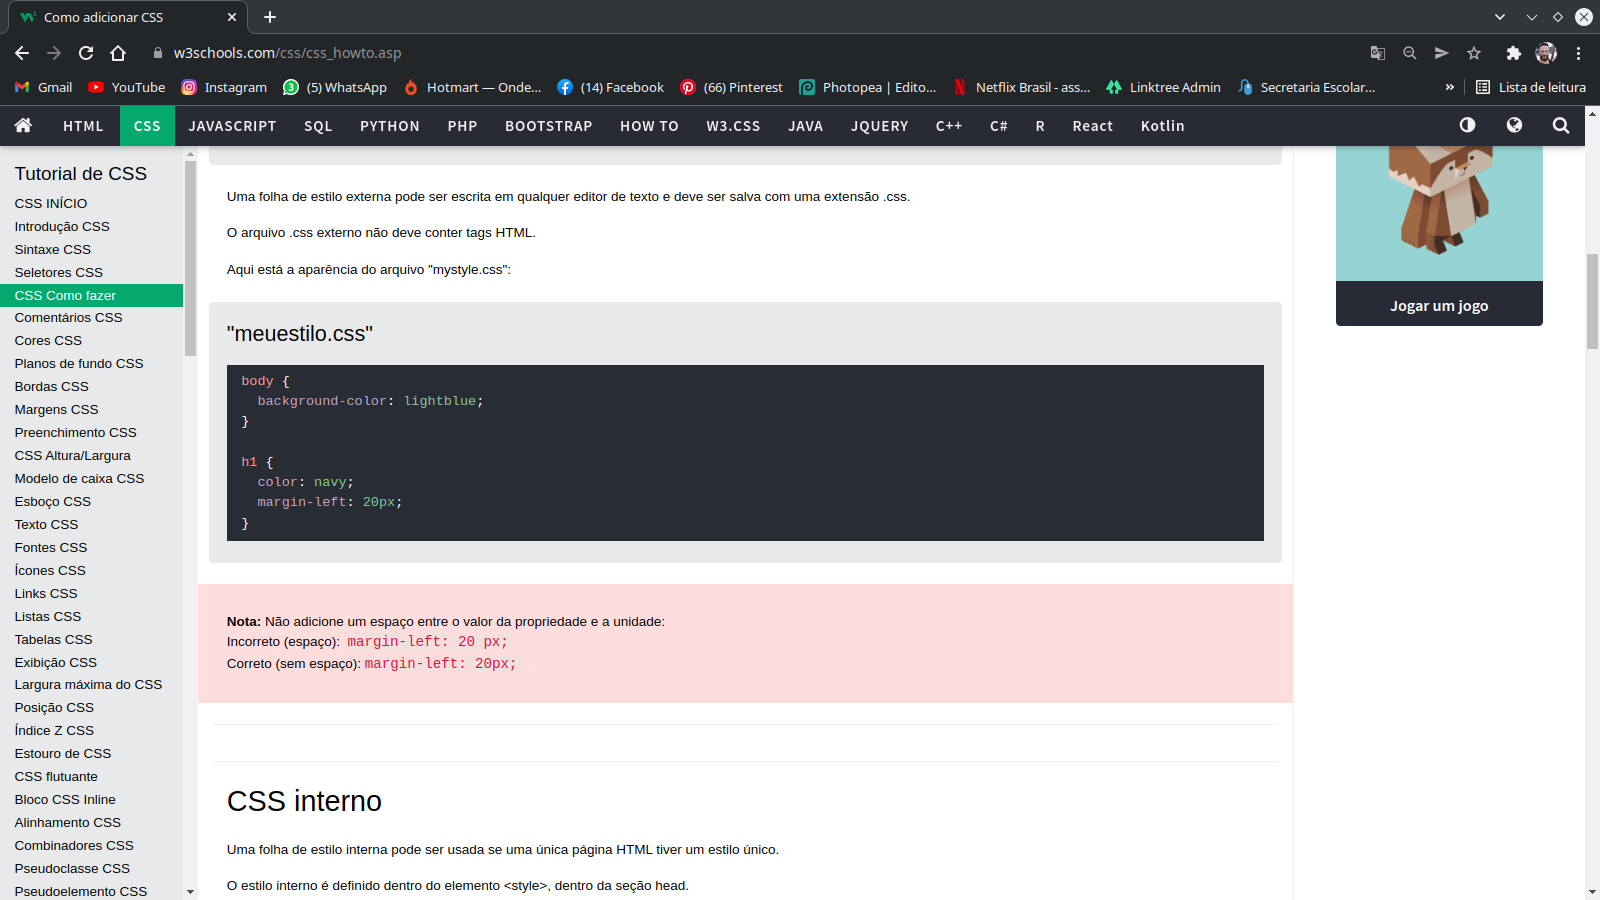 Como adicionar CSS
w3schools.com/css/css_howto.asp
Gmail YouTube Instagram (5) WhatsApp Hotmart — Onde... (14) Facebook (66) Pinterest Photopea | Edito... Netflix Brasil - ass... Linktree Admin Secretaria Escolar... » Lista de leitura
HTML CSS JAVASCRIPT SQL PYTHON PHP BOOTSTRAP HOW TO W3.CSS JAVA JQUERY C++ C# R React Kotlin
Tutorial de CSS
CSS INÍCIO
Introdução CSS
Sintaxe CSS
Seletores CSS
CSS Como fazer
Comentários CSS
Cores CSS
Planos de fundo CSS
Bordas CSS
Margens CSS
Preenchimento CSS
CSS Altura/Largura
Modelo de caixa CSS
Esboço CSS
Texto CSS
Fontes CSS
Ícones CSS
Links CSS
Listas CSS
Tabelas CSS
Exibição CSS
Largura máxima do CSS
Posição CSS
Índice Z CSS
Estouro de CSS
CSS flutuante
Bloco CSS Inline
Alinhamento CSS
Combinadores CSS
Pseudoclasse CSS
Pseudoelemento CSS
Uma folha de estilo externa pode ser escrita em qualquer editor de texto e deve ser salva com uma extensão .css.
O arquivo .css externo não deve conter tags HTML.
Aqui está a aparência do arquivo "mystyle.css":
"meuestilo.css"
body {
  background-color: lightblue;
}
h1 {
  color: navy;
  margin-left: 20px;
}
Nota: Não adicione um espaço entre o valor da propriedade e a unidade:
Incorreto (espaço): margin-left: 20 px;
Correto (sem espaço): margin-left: 20px;
CSS interno
Uma folha de estilo interna pode ser usada se uma única página HTML tiver um estilo único.
O estilo interno é definido dentro do elemento <style>, dentro da seção head.
Jogar um jogo